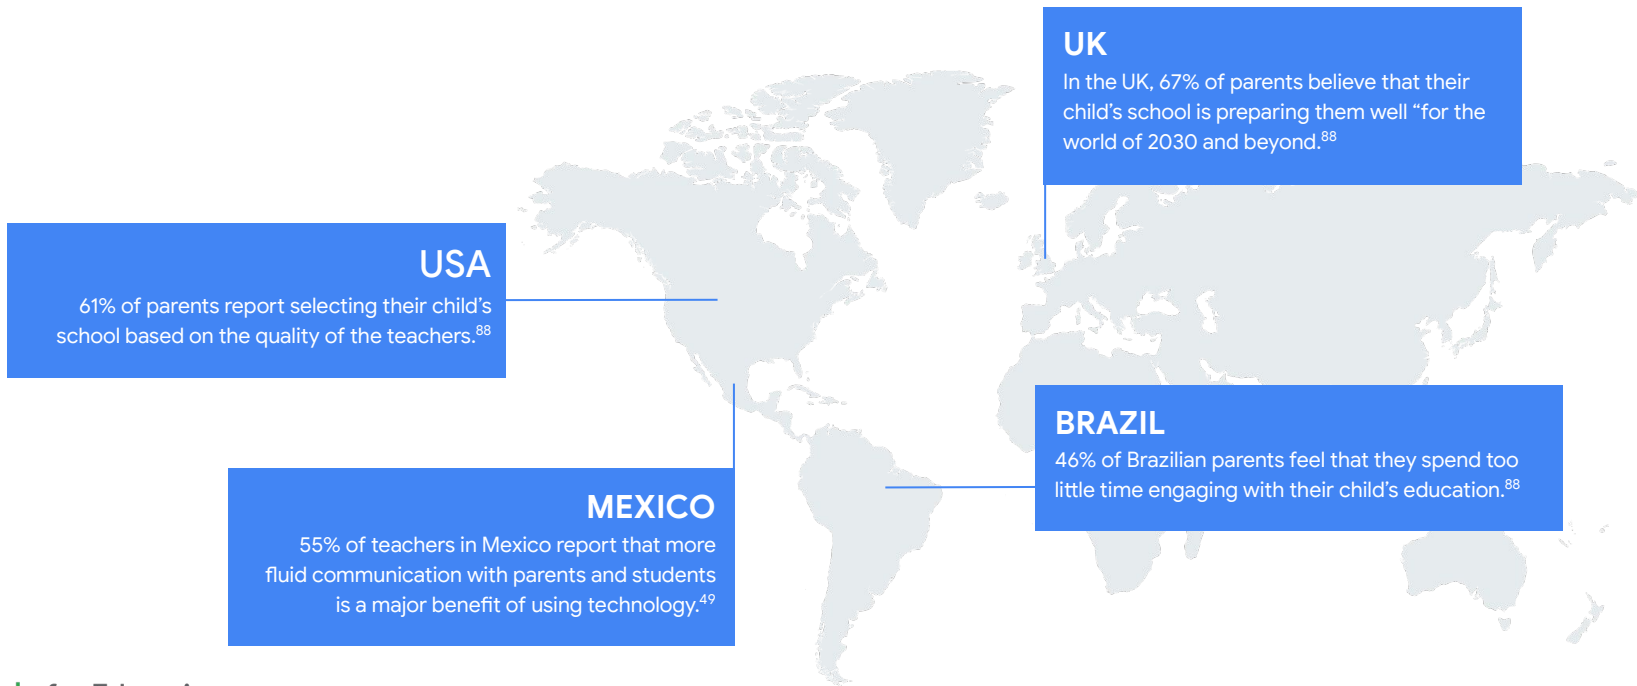 UK
In the UK, 67% of parents believe that their
child’s school is preparing them well “for the
world of 2030 and beyond.88
USA
61% of parents report selecting their child’s
school based on the quality of the teachers.88
BRAZIL
46% of Brazilian parents feel that they spend too
little time engaging with their child’s education.88
MEXICO
55% of teachers in Mexico report that more
fluid communication with parents and students
is a major benefit of using technology.49